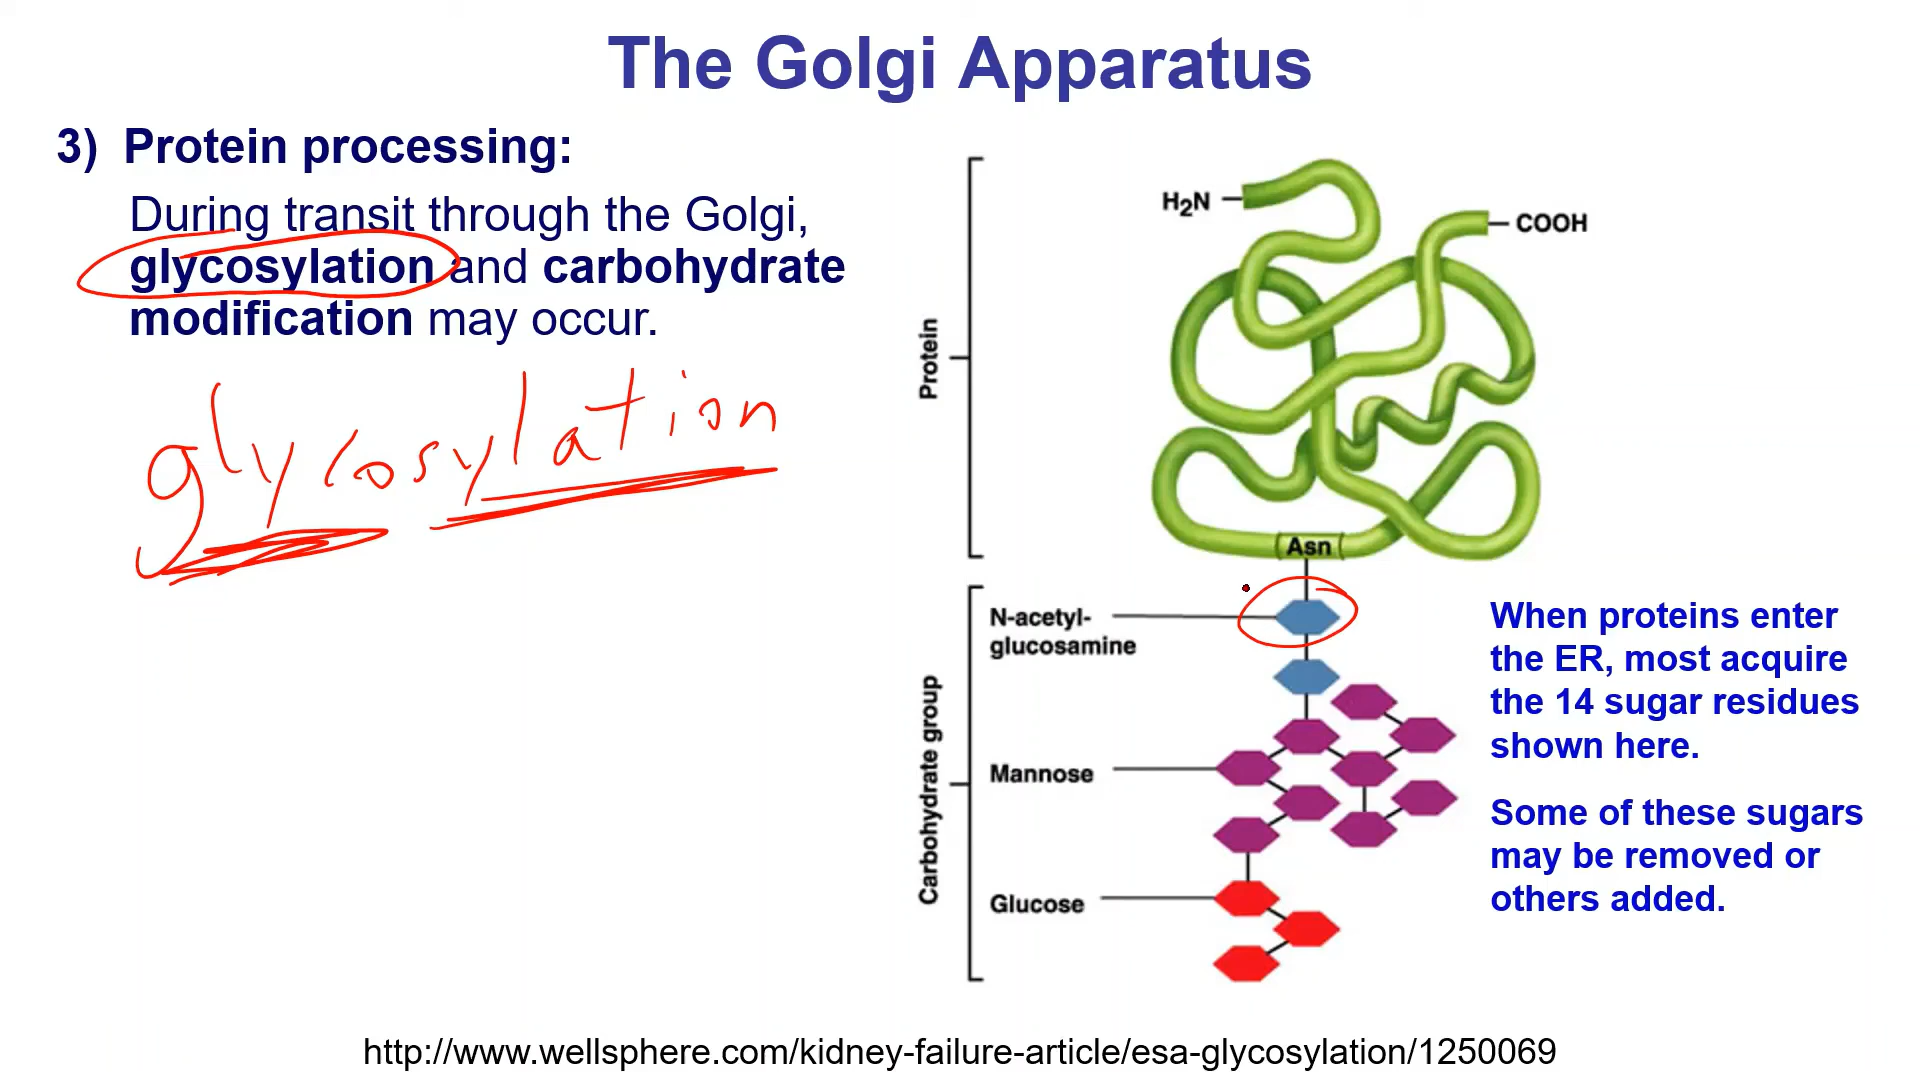 The Golgi Apparatus
3) Protein processing:
During transit through the Golgi,
glycosylation and carbohydrate
modification may occur.
glycosylation
Protein
H₂N
COOH
Asn
Carbohydrate group
N-acetyl-
glucosamine
Mannose
Glucose
When proteins enter
the ER, most acquire
the 14 sugar residues
shown here.
Some of these sugars
may be removed or
others added.
http://www.wellsphere.com/kidney-failure-article/esa-glycosylation/1250069